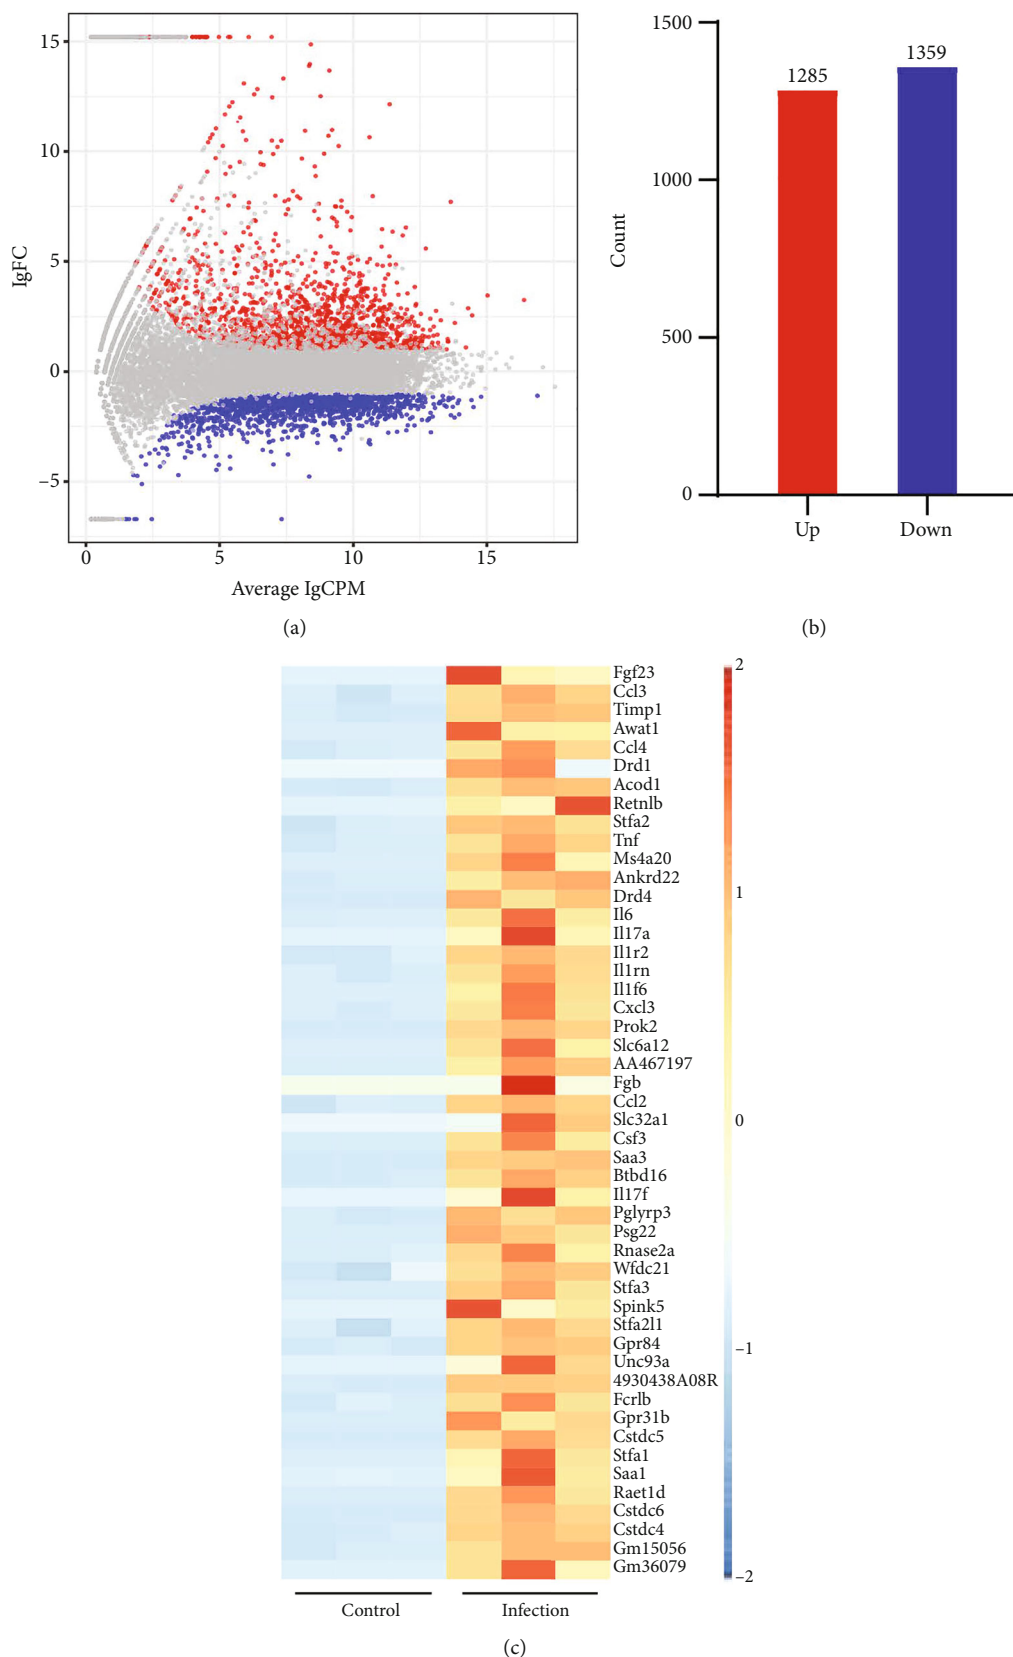 15
10
5
0
−5
IgFC
0
5
10
15
Average IgCPM
(a)
1500
1000
500
0
Count
1285
1359
Up
Down
(b)
Fgf23
Ccl3
Timp1
Awat1
Ccl4
Drd1
Acod1
Retnlb
Stfa2
Tnf
Ms4a20
Ankrd22
Drd4
Il6
Il17a
Il1r2
Il1rn
Il1f6
Cxcl3
Prok2
Slc6a12
AA467197
Fgb
Ccl2
Slc32a1
Csf3
Saa3
Btbd16
Il17f
Pglyrp3
Psg22
Rnase2a
Wfdc21
Stfa3
Spink5
Stfa2l1
Gpr84
Unc93a
4930438A08R
Fcrlb
Gpr31b
Cstdc5
Stfa1
Saa1
Raet1d
Cstdc6
Cstdc4
Gm15056
Gm36079
2
1
0
−1
−2
Control
Infection
(c)